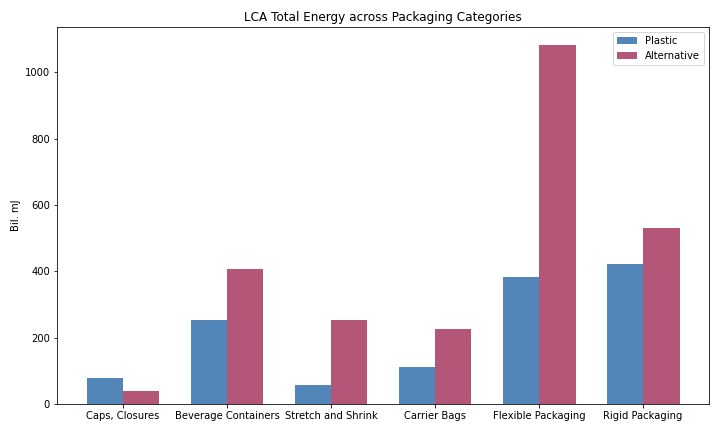 LCA Total Energy across Packaging Categories
Plastic
Alternative
Bil. mJ
1000
800
600
400
200
0
Caps, Closures Beverage Containers Stretch and Shrink Carrier Bags Flexible Packaging Rigid Packaging